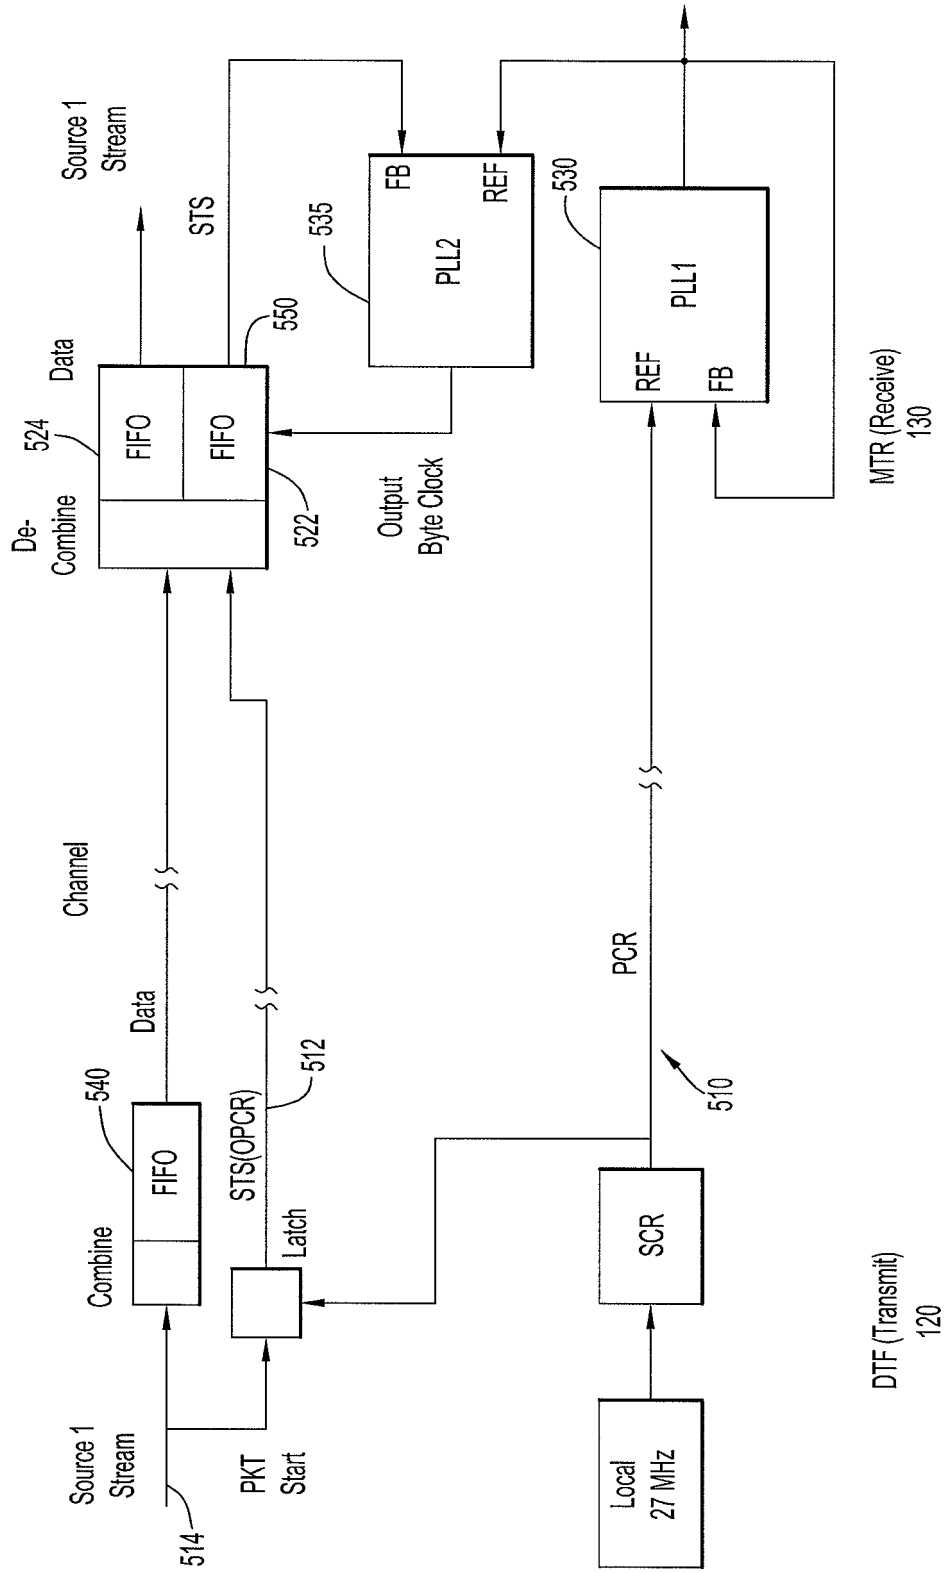 Source 1
Stream
514
Combine
FIFO
540
Data
Channel
De-
Combine
524
Data
FIFO
FIFO
522
550
Source 1
Stream
STS
PKT
Start
Latch
STS(OPCR)
512
Output
Byte Clock
535
PLL2
FB
REF
Local
27 MHz
SCR
510
PCR
REF
FB
PLL1
530
DTF (Transmit)
120
MTR (Receive)
130